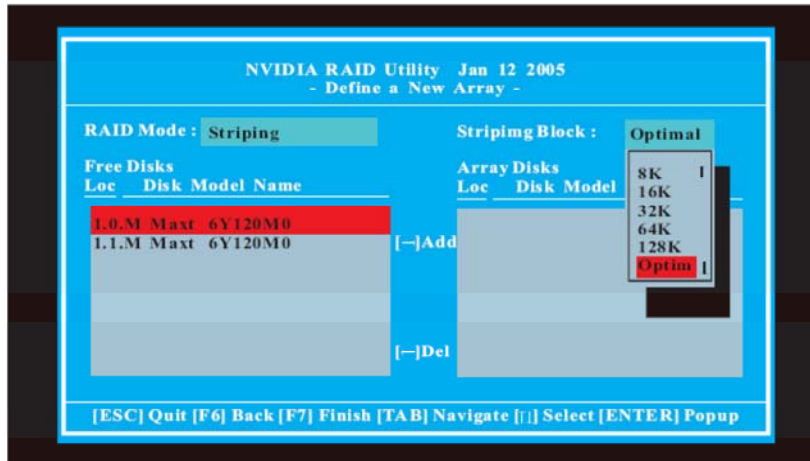 NVIDIA RAID Utility Jan 12 2005
- Define a New Array -
RAID Mode : Striping
Stripimg Block : Optimal
Free Disks
Loc Disk Model Name
Array Disks
Loc Disk Model
8K
16K
32K
64K
128K
Optim
1.0.M Maxt 6Y120M0
1.1.M Maxt 6Y120M0
[—]Add
[—]Del
[ESC] Quit [F6] Back [F7] Finish [TAB] Navigate [↑↓] Select [ENTER] Popup